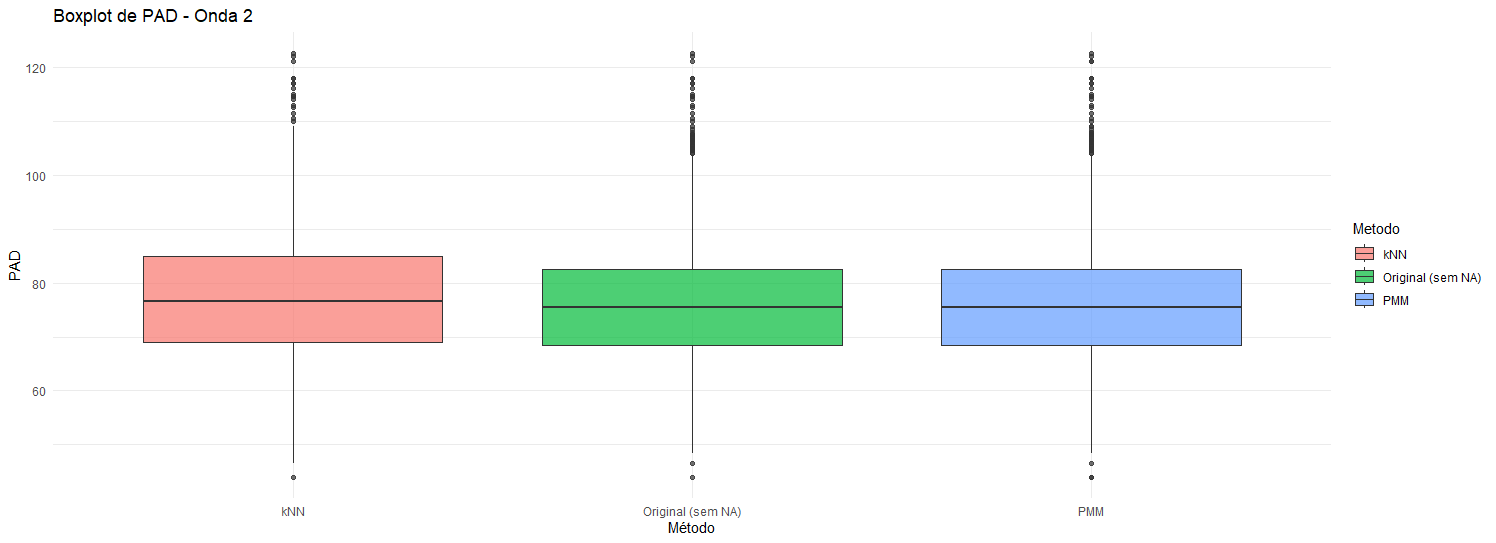 Boxplot de PAD - Onda 2
120
100
80
60
PAD
kNN
Original (sem NA)
PMM
Método
Metodo
kNN
Original (sem NA)
PMM